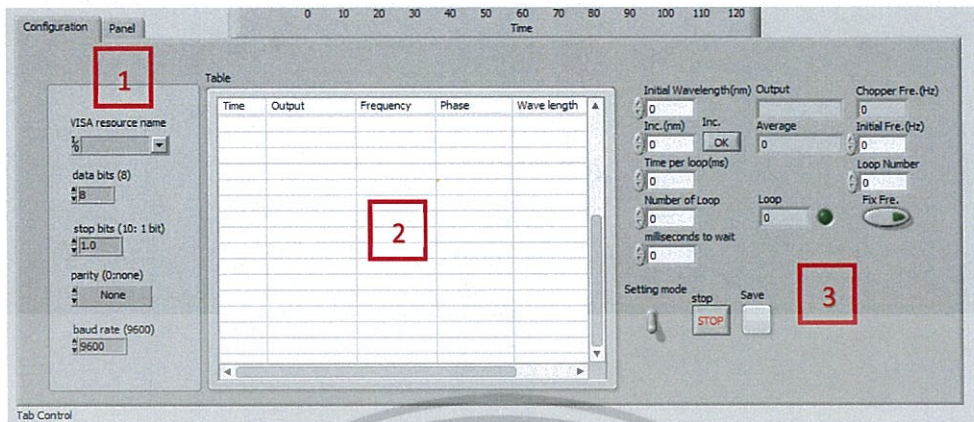 0 10 20 30 40 50 60 70 80 90 100 110 120
Time
Configuration Panel
1
VISA resource name
I/O
data bits (8)
8
stop bits (10: 1 bit)
1.0
parity (0:none)
None
baud rate (9600)
9600
Table
Time Output Frequency Phase Wave length
2
Initial Wavelength(nm) Output Chopper Fre.(Hz)
0 0
Inc.(nm) Inc. Average Initial Fre.(Hz)
0 OK 0 0
Time per loop(ms) Loop Number
0 0
Number of Loop Loop Fix Fre.
0 0
milliseconds to wait
0
Setting mode stop Save
STOP
3
Tab Control